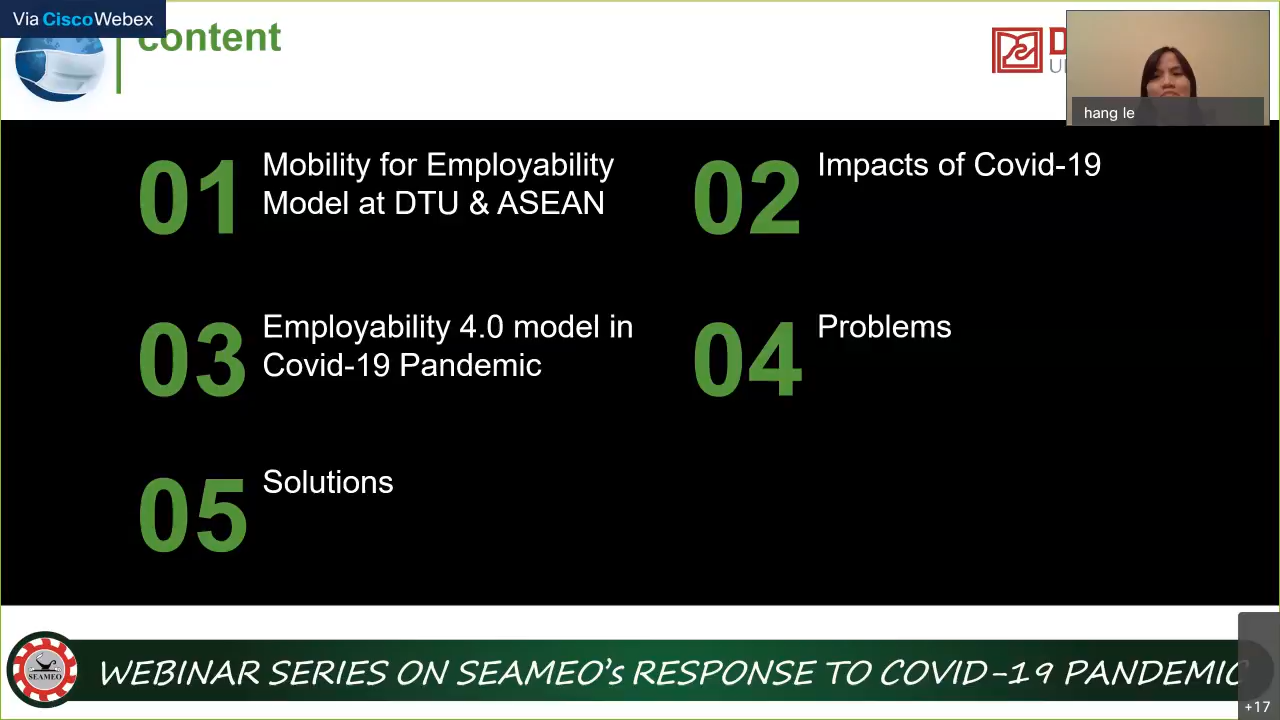 Via CiscoWebex
content
hang le
01
Mobility for Employability
Model at DTU & ASEAN
02
Impacts of Covid-19
03
Employability 4.0 model in
Covid-19 Pandemic
04
Problems
05
Solutions
SEAMEO
WEBINAR SERIES ON SEAMEO's RESPONSE TO COVID-19 PANDEMIC
+17